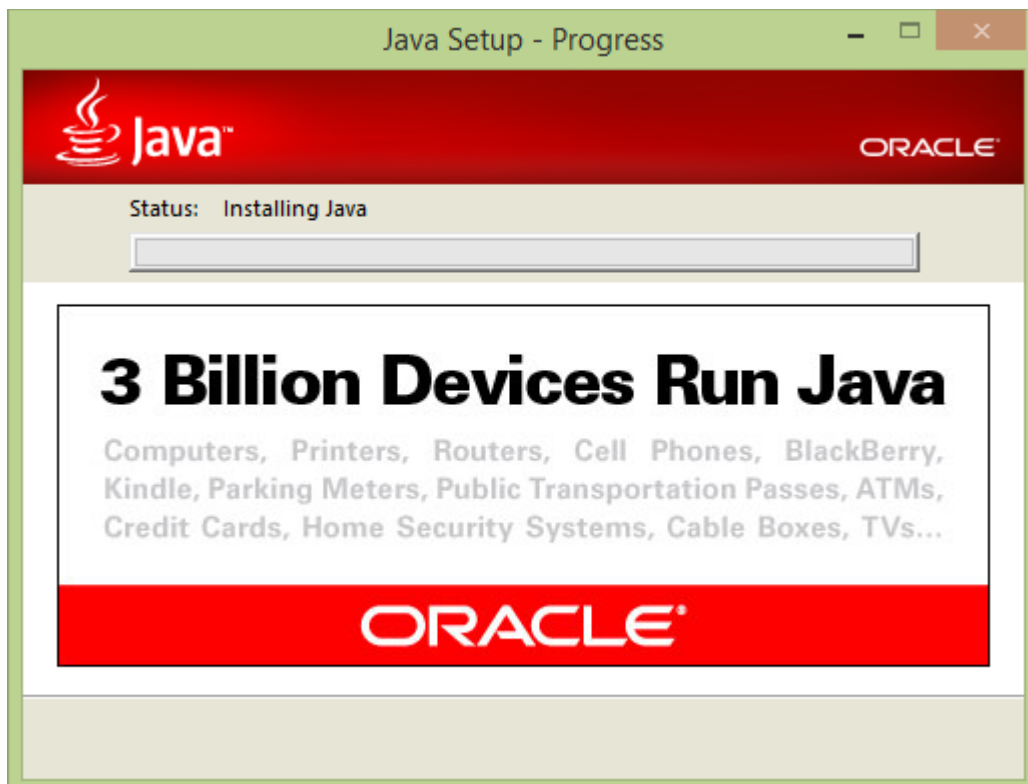 Java Setup - Progress
Java™
ORACLE®
Status: Installing Java
3 Billion Devices Run Java
Computers, Printers, Routers, Cell Phones, BlackBerry,
Kindle, Parking Meters, Public Transportation Passes, ATMs,
Credit Cards, Home Security Systems, Cable Boxes, TVs...
ORACLE®